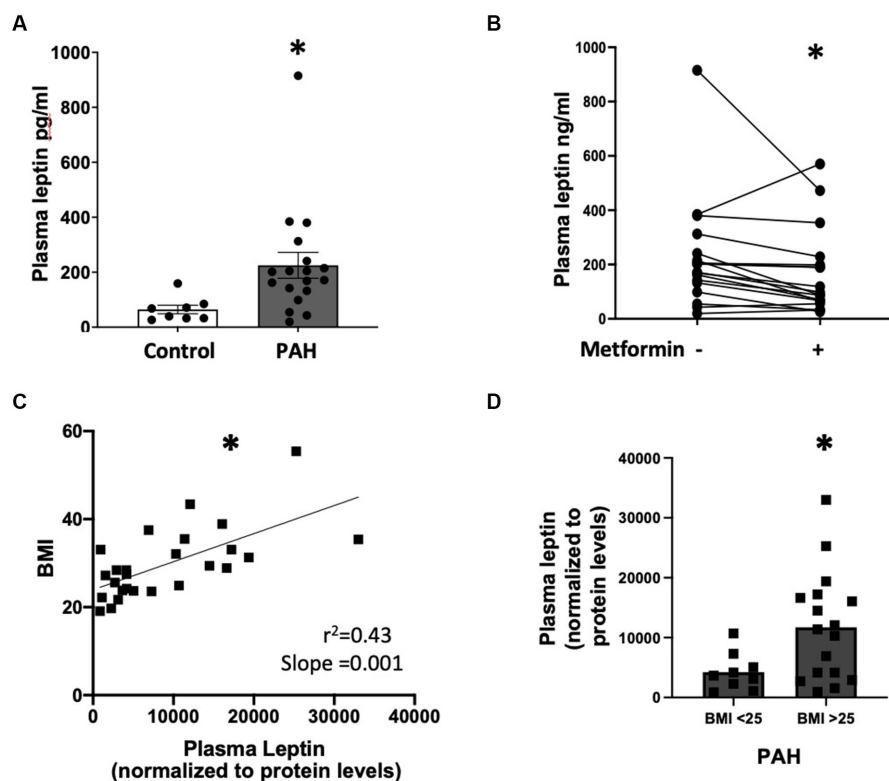 A
*
1000
800
600
400
200
0
Plasma leptin pg/ml
Control
PAH
B
*
1000
800
600
400
200
0
Plasma leptin ng/ml
Metformin - +
C
*
60
40
20
0
BMI
r²=0.43
Slope =0.001
0 10000 20000 30000 40000
Plasma Leptin
(normalized to protein levels)
D
*
40000
30000
20000
10000
0
Plasma leptin
(normalized to
protein levels)
BMI <25 BMI >25
PAH